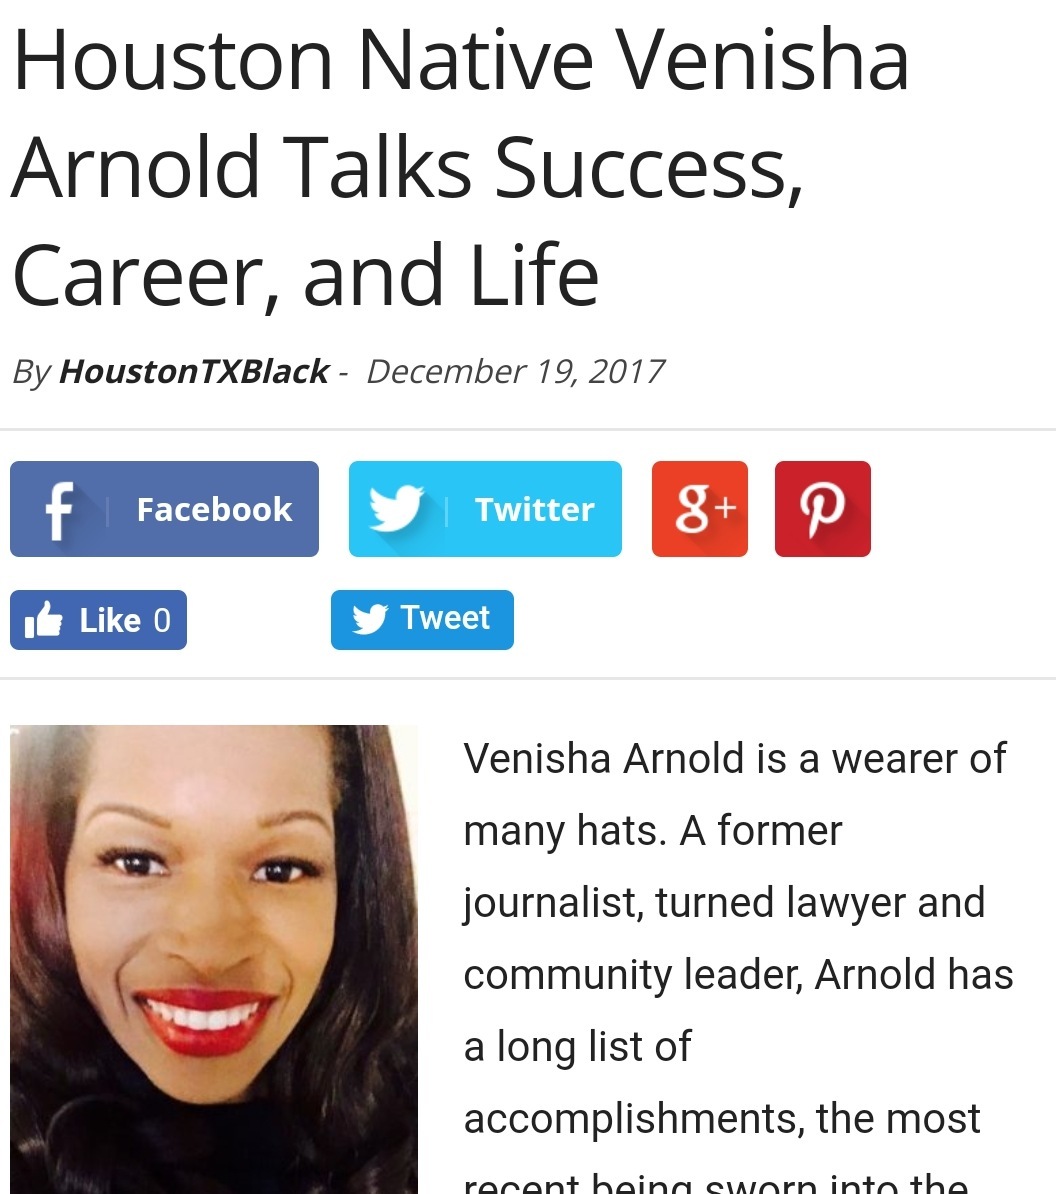 Houston Native Venisha
Arnold Talks Success,
Career, and Life
By HoustonTXBlack - December 19, 2017
Facebook
Twitter
g+
Like 0
Tweet
Venisha Arnold is a wearer of
many hats. A former
journalist, turned lawyer and
community leader, Arnold has
a long list of
accomplishments, the most
recent being sworn into the